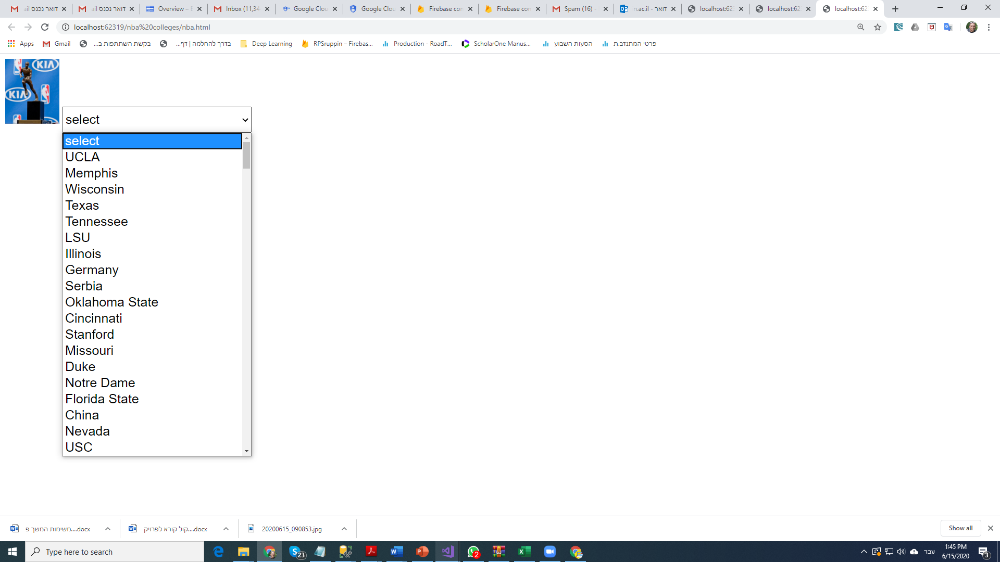 דואר נכנס ail
דואר נכנס ail
Overview – E
Inbox (11,34
Google Clou
Google Clou
Firebase con
Firebase con
Spam (16) -
דואר - n.ac.il
localhost:62
localhost:62
localhost:62
localhost:62319/nba%20colleges/nba.html
Apps
Gmail
בקשת השתתפות ב...
בדרך להחלמה | דף...
Deep Learning
RPSruppin – Firebas...
Production - RoadT...
ScholarOne Manus...
הסעות השבוע
פרטי המתנדב.ת
KIA
KIA
select
select
UCLA
Memphis
Wisconsin
Texas
Tennessee
LSU
Illinois
Germany
Serbia
Oklahoma State
Cincinnati
Stanford
Missouri
Duke
Notre Dame
Florida State
China
Nevada
USC
משימות המשך פ....docx
קול קורא לפרויק....docx
20200615_090853.jpg
Show all
Type here to search
23
2
עבר
1:45 PM
6/15/2020
3